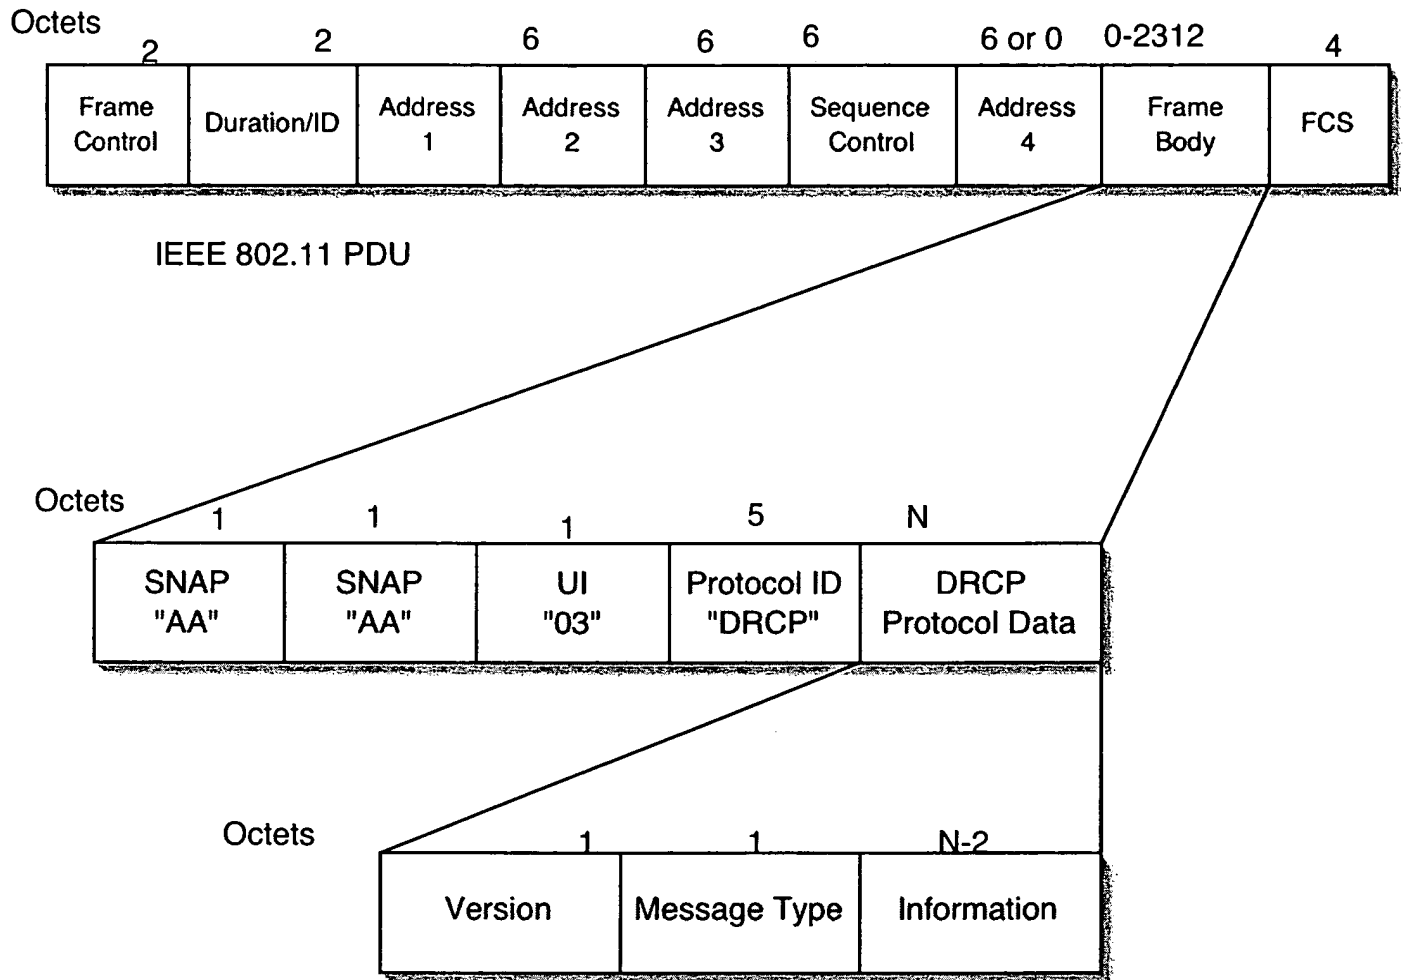 Octets 2 2 6 6 6 6 or 0 0-2312 4
Frame Control Duration/ID Address 1 Address 2 Address 3 Sequence Control Address 4 Frame Body FCS
IEEE 802.11 PDU
Octets 1 1 1 5 N
SNAP "AA" SNAP "AA" UI "03" Protocol ID "DRCP" DRCP Protocol Data
Octets 1 1 N-2
Version Message Type Information